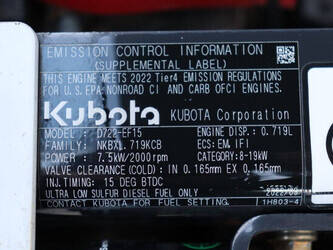 EMISSION CONTROL INFORMATION
(SUPPLEMENTAL LABEL)
THIS ENGINE MEETS 2022 Tier4 EMISSION REGULATIONS
FOR U.S. EPA NONROAD CI AND CARB OFCI ENGINES.
Kubota KUBOTA Corporation
MODEL : D722-EF15 ENGINE DISP. : 0.719L
FAMILY: NKBXL.719KCB ECS: EM IFI
POWER : 7.5kW/2000rpm CATEGORY: 8-19kW
VALVE CLEARANCE (COLD): IN 0.165mm EX 0.165mm
INJ. TIMING: 15 DEG BTDC
ULTRA LOW SULFUR DIESEL FUEL ONLY 2022/09
CONTACT KUBOTA FOR FUEL SETTING. 1H803-4